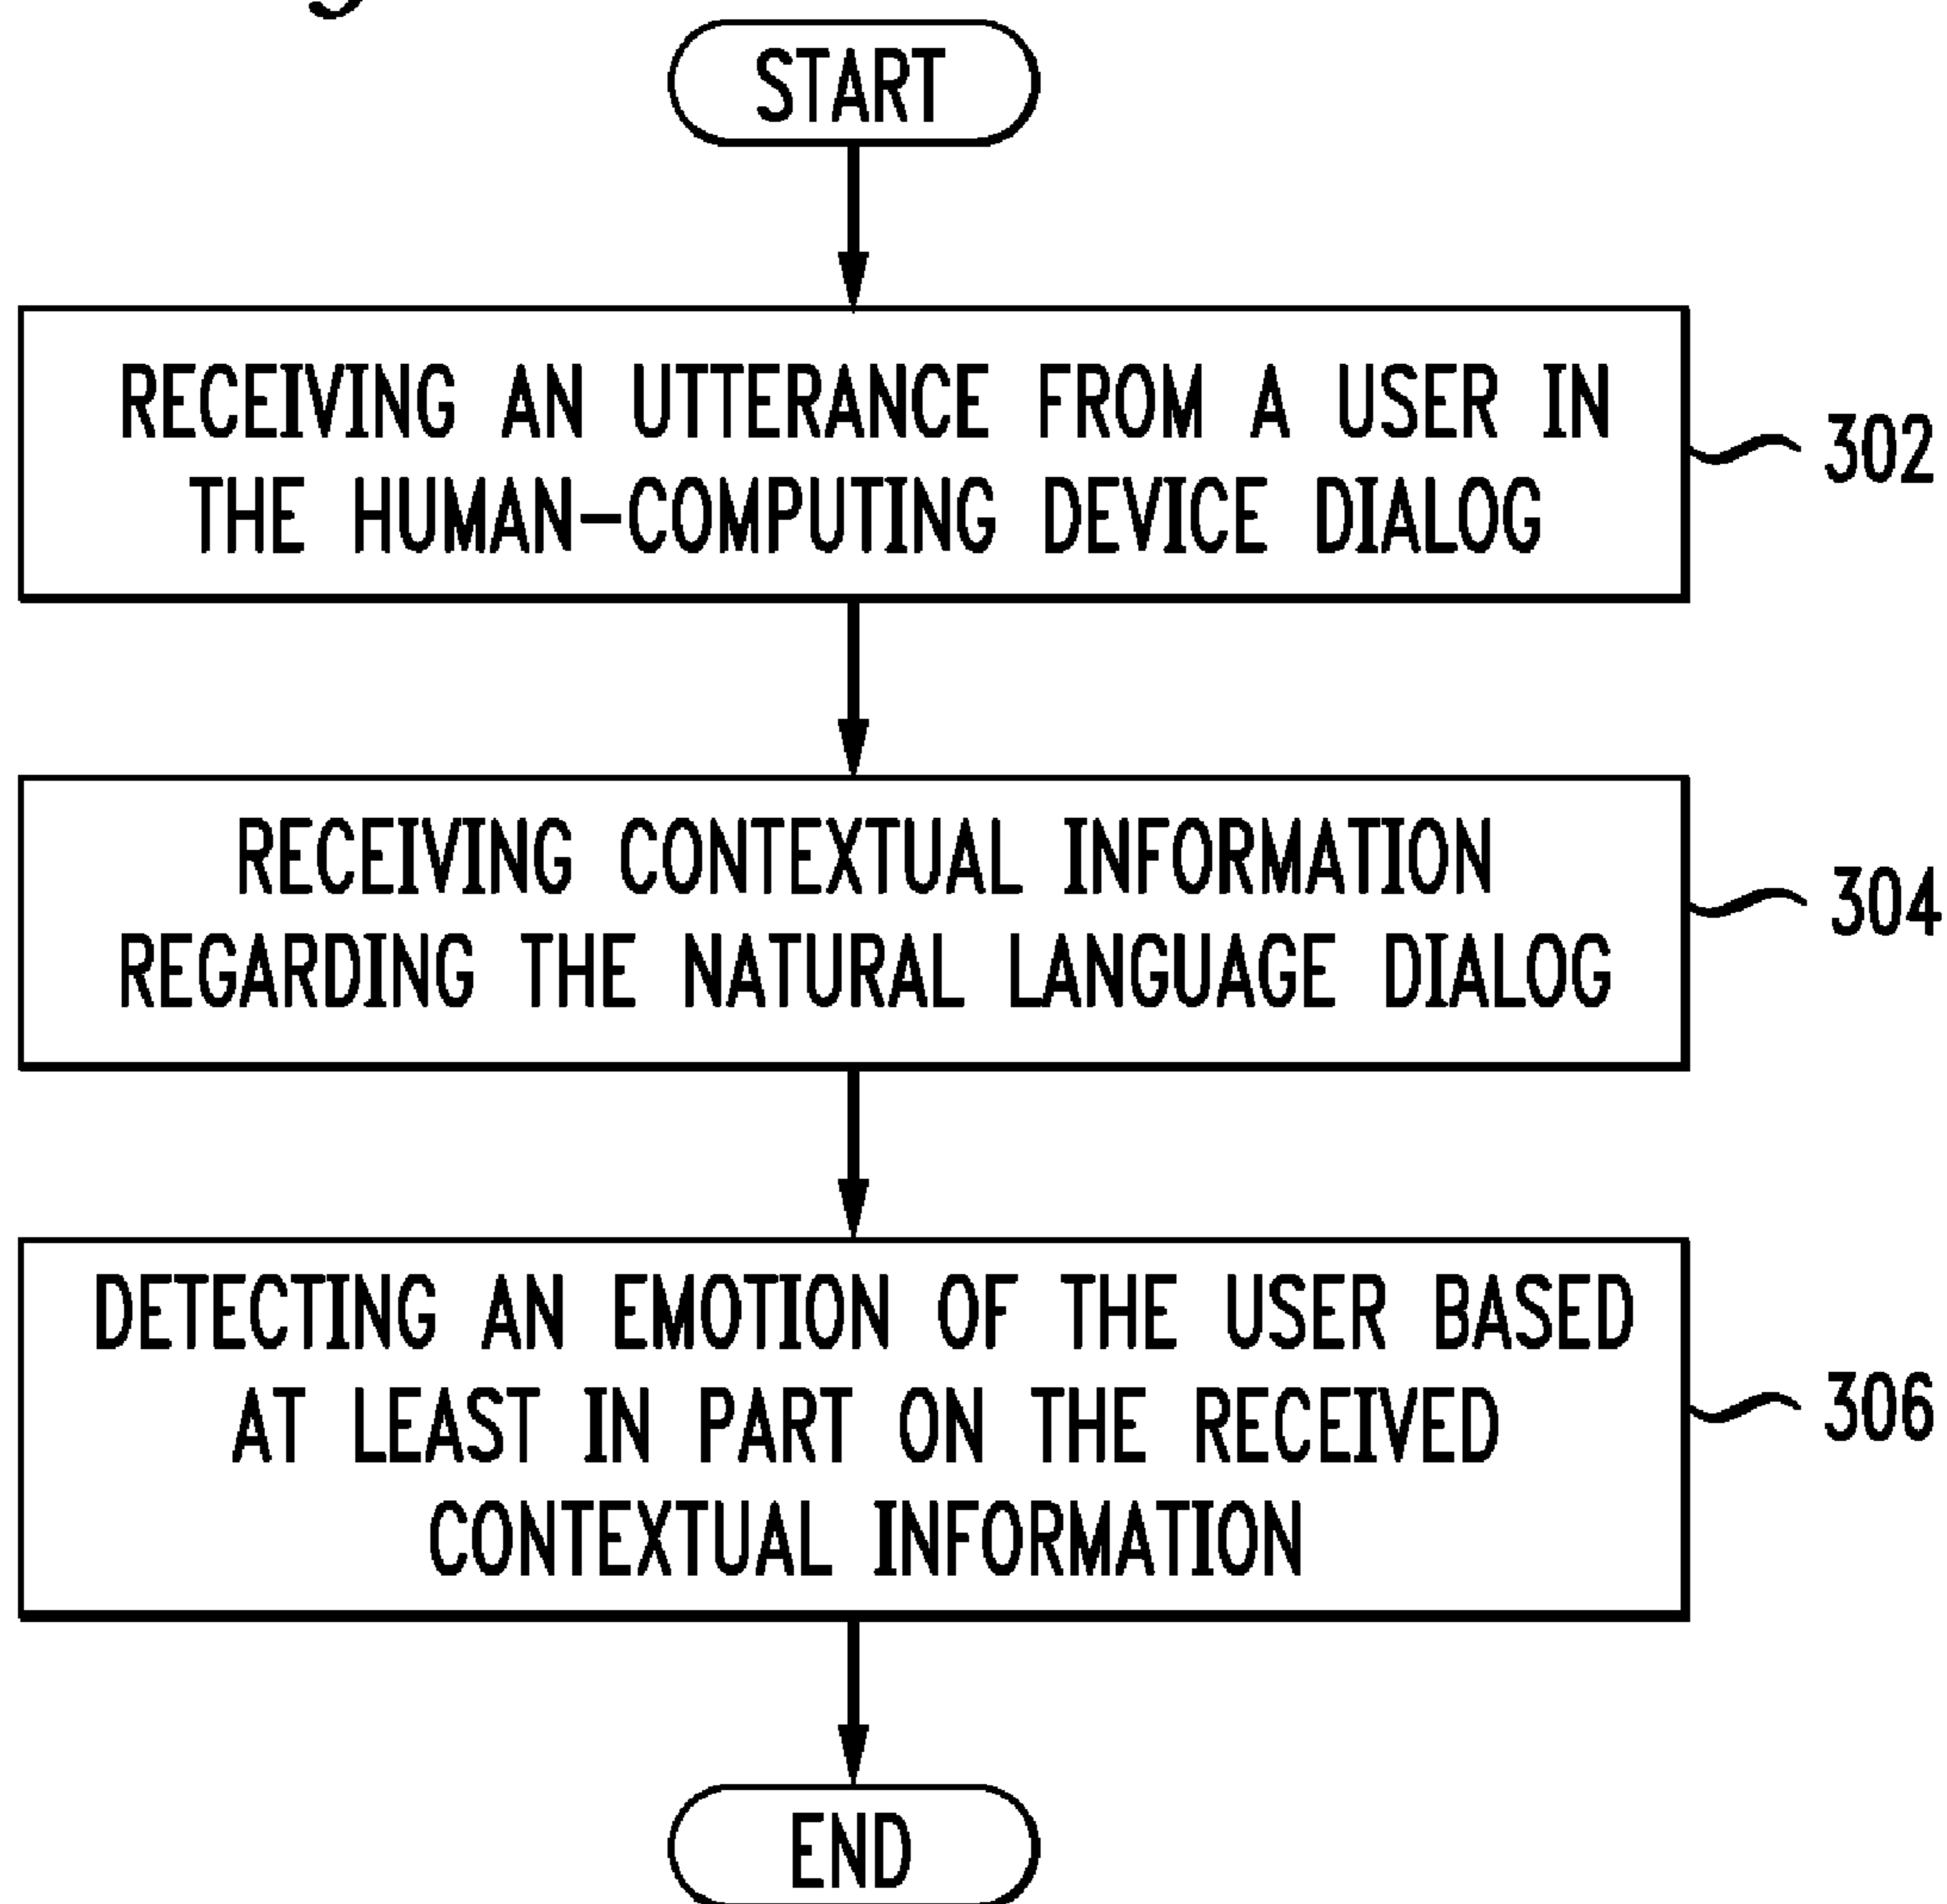 START
RECEIVING AN UTTERANCE FROM A USER IN
THE HUMAN-COMPUTING DEVICE DIALOG
302
RECEIVING CONTEXTUAL INFORMATION
REGARDING THE NATURAL LANGUAGE DIALOG
304
DETECTING AN EMOTION OF THE USER BASED
AT LEAST IN PART ON THE RECEIVED
CONTEXTUAL INFORMATION
306
END